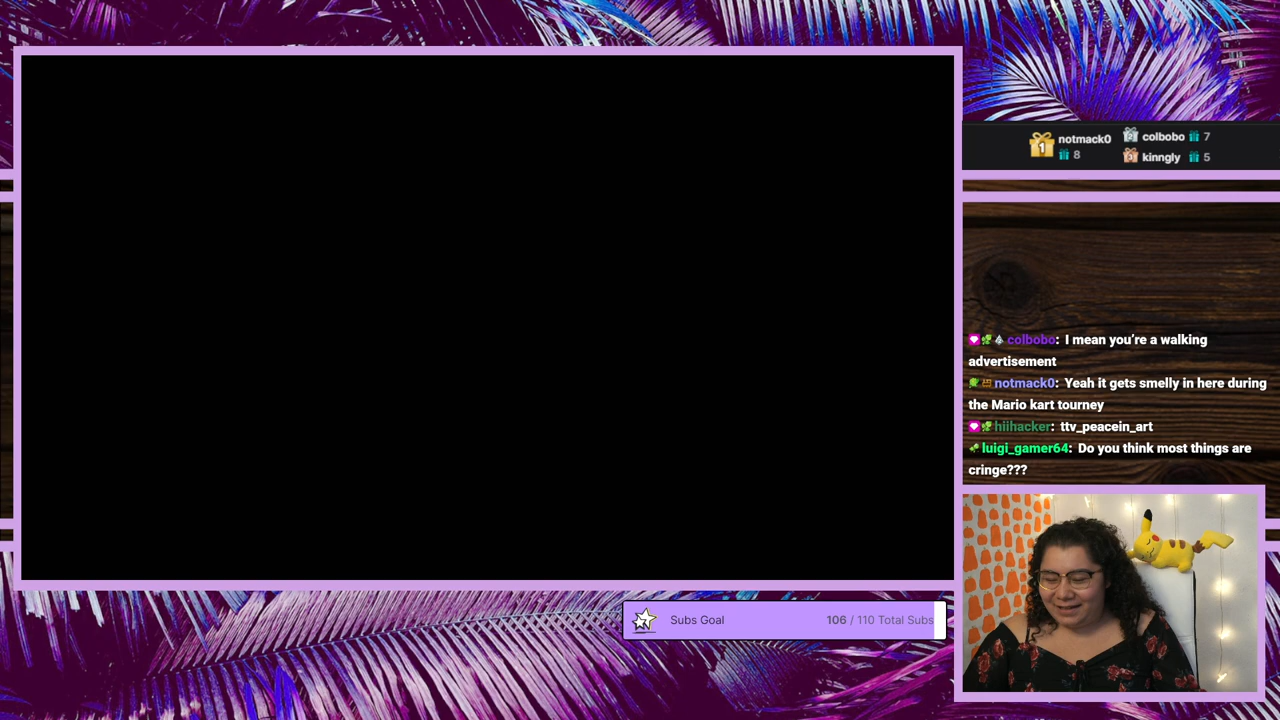 1 notmack0 8
colbobo 7
kinngly 5
colbobo: I mean you’re a walking
advertisement
notmack0: Yeah it gets smelly in here during
the Mario kart tourney
hiihacker: ttv_peacein_art
luigi_gamer64: Do you think most things are
cringe???
Subs Goal 106 / 110 Total Subs